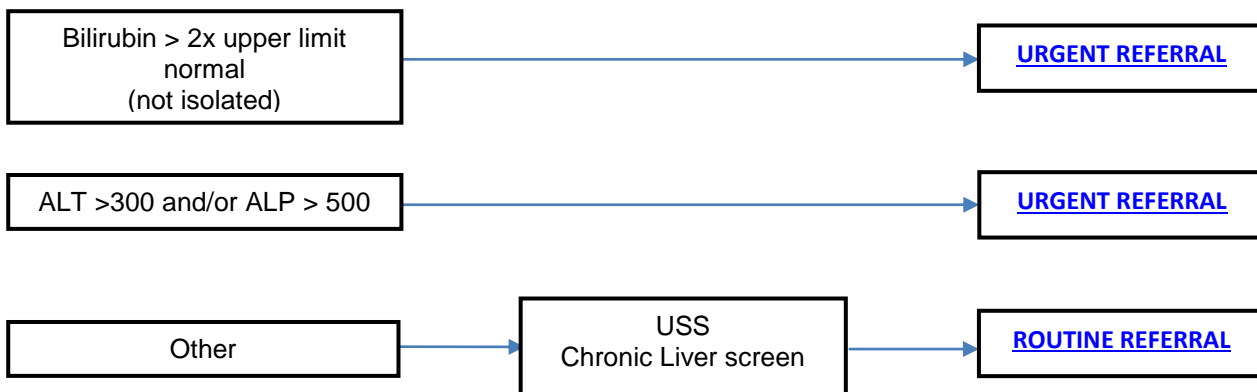 Bilirubin > 2x upper limit
normal
(not isolated)
URGENT REFERRAL
ALT >300 and/or ALP > 500
URGENT REFERRAL
Other
USS
Chronic Liver screen
ROUTINE REFERRAL